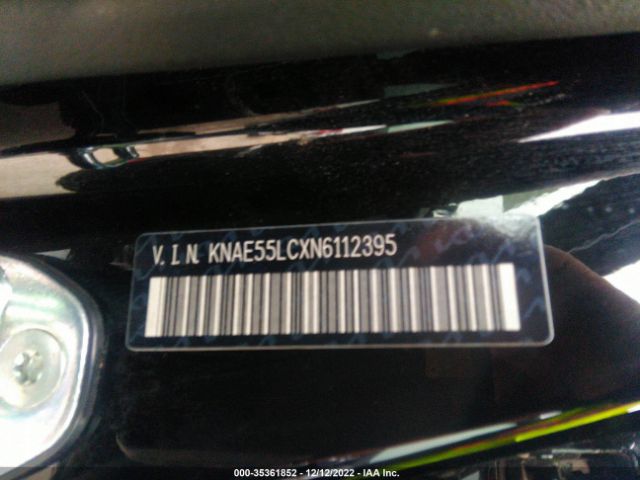 V.I.N. KNAE55LCXN6112395
000-35361852 - 12/12/2022 - IAA Inc.